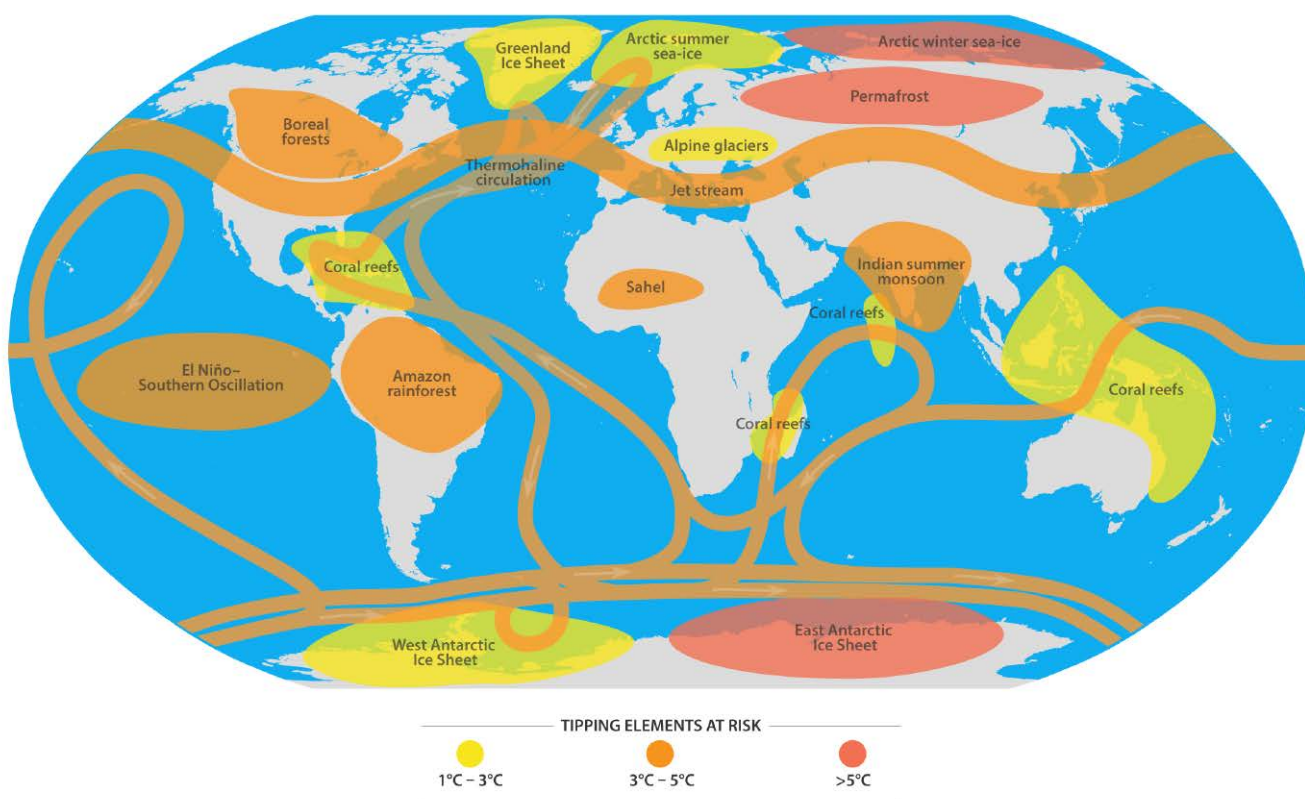 Greenland
Ice Sheet
Arctic summer
sea-ice
Arctic winter sea-ice
Permafrost
Boreal
forests
Alpine glaciers
Thermohaline
circulation
Jet stream
Coral reefs
Sahel
Indian summer
monsoon
Coral reefs
El Niño–
Southern Oscillation
Amazon
rainforest
Coral reefs
Coral reefs
West Antarctic
Ice Sheet
East Antarctic
Ice Sheet
TIPPING ELEMENTS AT RISK
1°C – 3°C
3°C – 5°C
>5°C